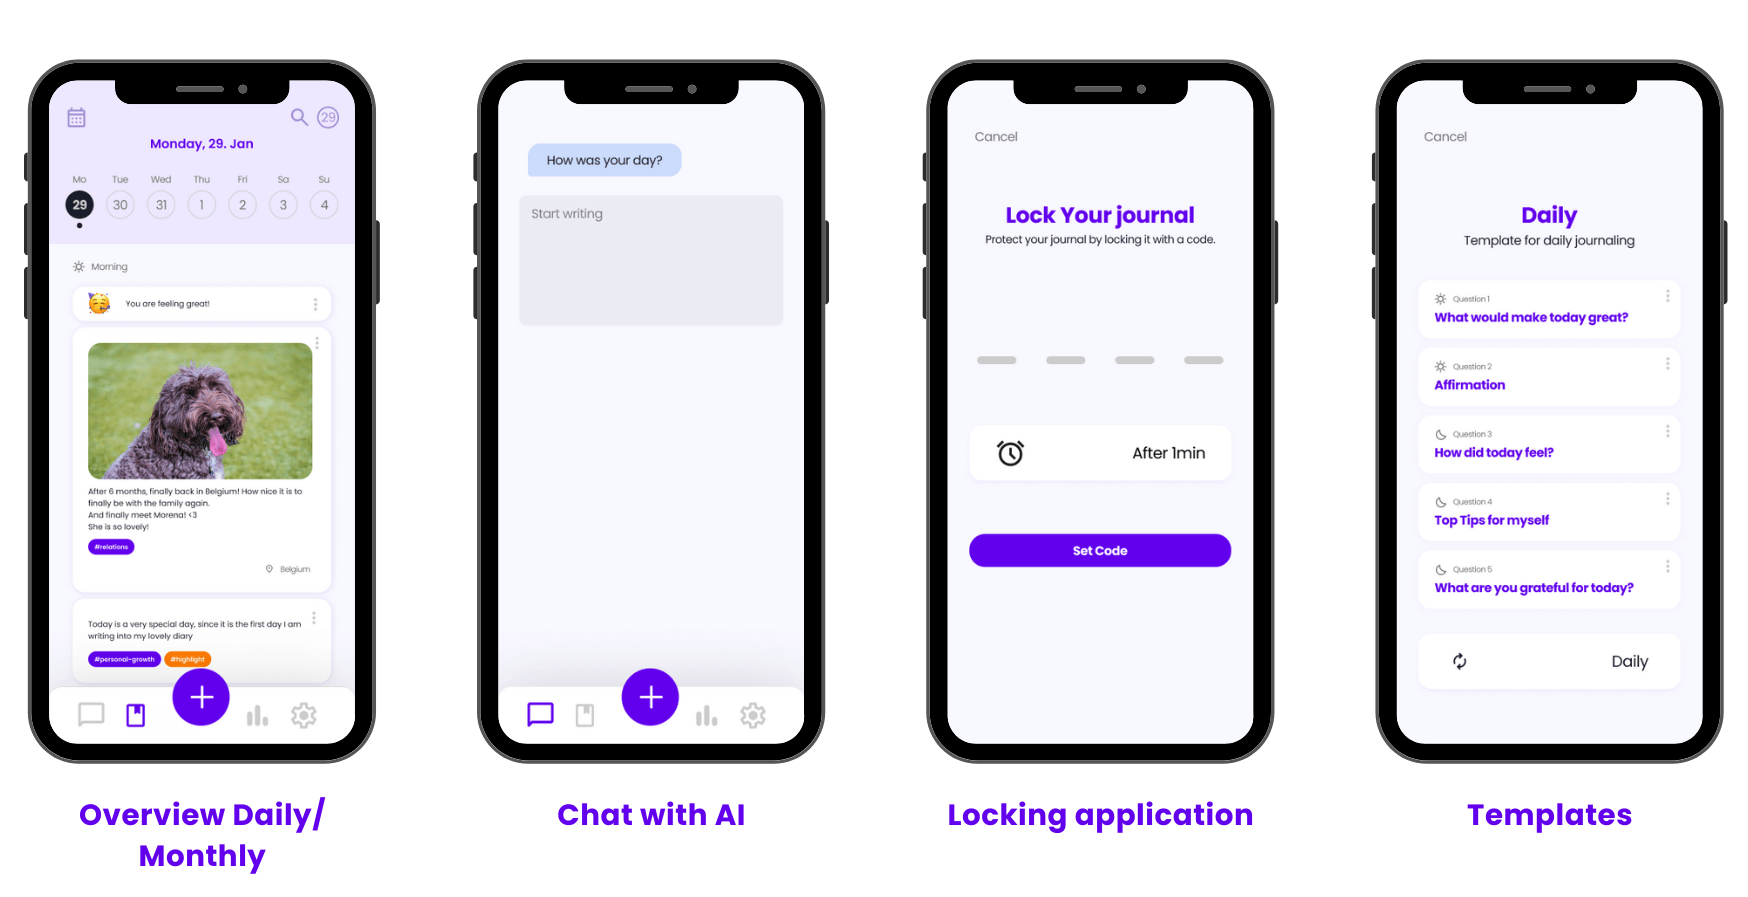 29
Monday, 29. Jan
Mo Tue Wed Thu Fri Sa Su
29 30 31 1 2 3 4
Morning
You are feeling great!
After 6 months, finally back in Belgium! How nice it is to
finally be with the family again.
And finally meet Morena! <3
She is so lovely!
#relations
Belgium
Today is a very special day, since it is the first day I am
writing into my lovely diary
#personal-growth #highlight
Overview Daily/
Monthly
How was your day?
Start writing
Chat with AI
Cancel
Lock Your journal
Protect your journal by locking it with a code.
After 1min
Set Code
Locking application
Cancel
Daily
Template for daily journaling
Question 1
What would make today great?
Question 2
Affirmation
Question 3
How did today feel?
Question 4
Top Tips for myself
Question 5
What are you grateful for today?
Daily
Templates